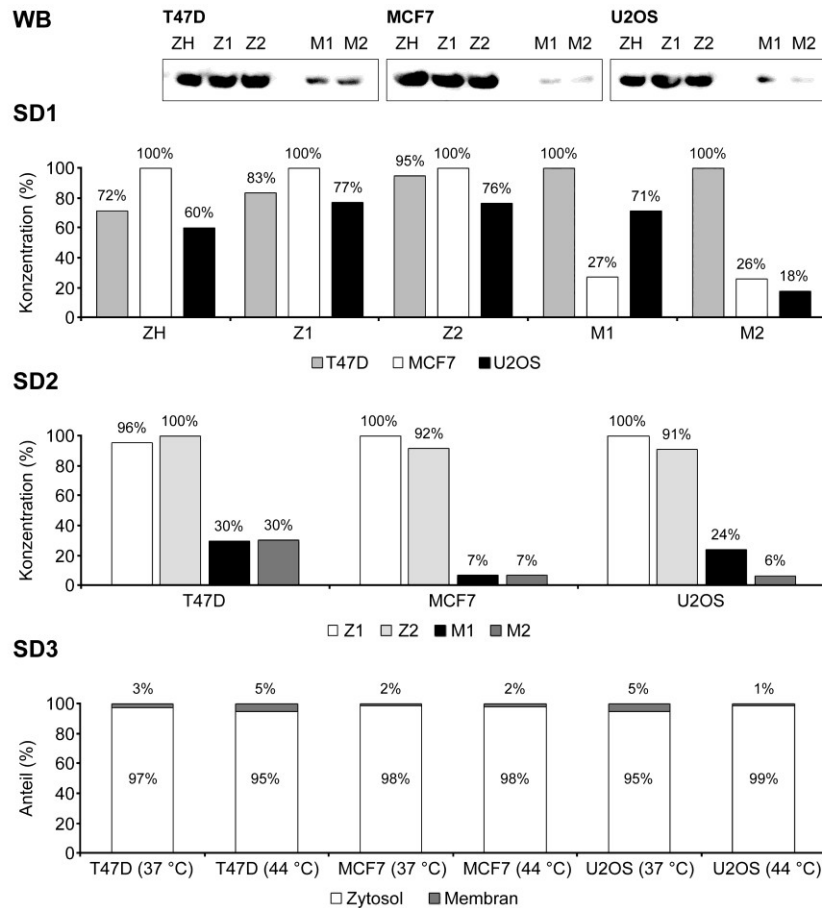 WB
T47D MCF7 U2OS
ZH Z1 Z2 M1 M2 ZH Z1 Z2 M1 M2 ZH Z1 Z2 M1 M2
SD1
Konzentration (%)
100
80
60
40
20
0
72% 100% 60% 83% 100% 77% 95% 100% 76% 100% 27% 71% 100% 26% 18%
ZH Z1 Z2 M1 M2
T47D MCF7 U2OS
SD2
Konzentration (%)
100
80
60
40
20
0
96% 100% 30% 30% 100% 92% 7% 7% 100% 91% 24% 6%
T47D MCF7 U2OS
Z1 Z2 M1 M2
SD3
Anteil (%)
100
80
60
40
20
0
3% 5% 2% 2% 5% 1%
97% 95% 98% 98% 95% 99%
T47D (37 °C) T47D (44 °C) MCF7 (37 °C) MCF7 (44 °C) U2OS (37 °C) U2OS (44 °C)
Zytosol Membran